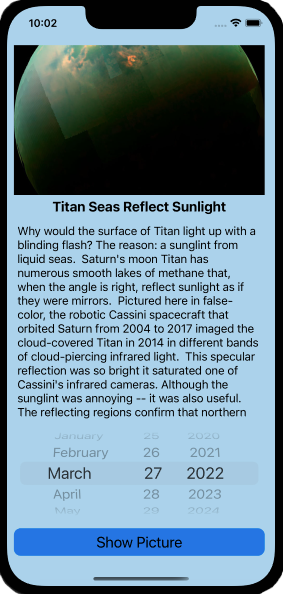 10:02
Titan Seas Reflect Sunlight
Why would the surface of Titan light up with a
blinding flash? The reason: a sunglint from
liquid seas.  Saturn's moon Titan has
numerous smooth lakes of methane that,
when the angle is right, reflect sunlight as if
they were mirrors.  Pictured here in false-
color, the robotic Cassini spacecraft that
orbited Saturn from 2004 to 2017 imaged the
cloud-covered Titan in 2014 in different bands
of cloud-piercing infrared light.  This specular
reflection was so bright it saturated one of
Cassini's infrared cameras. Although the
sunglint was annoying -- it was also useful.
The reflecting regions confirm that northern
January 25 2020
February 26 2021
March 27 2022
April 28 2023
May 29 2024
Show Picture